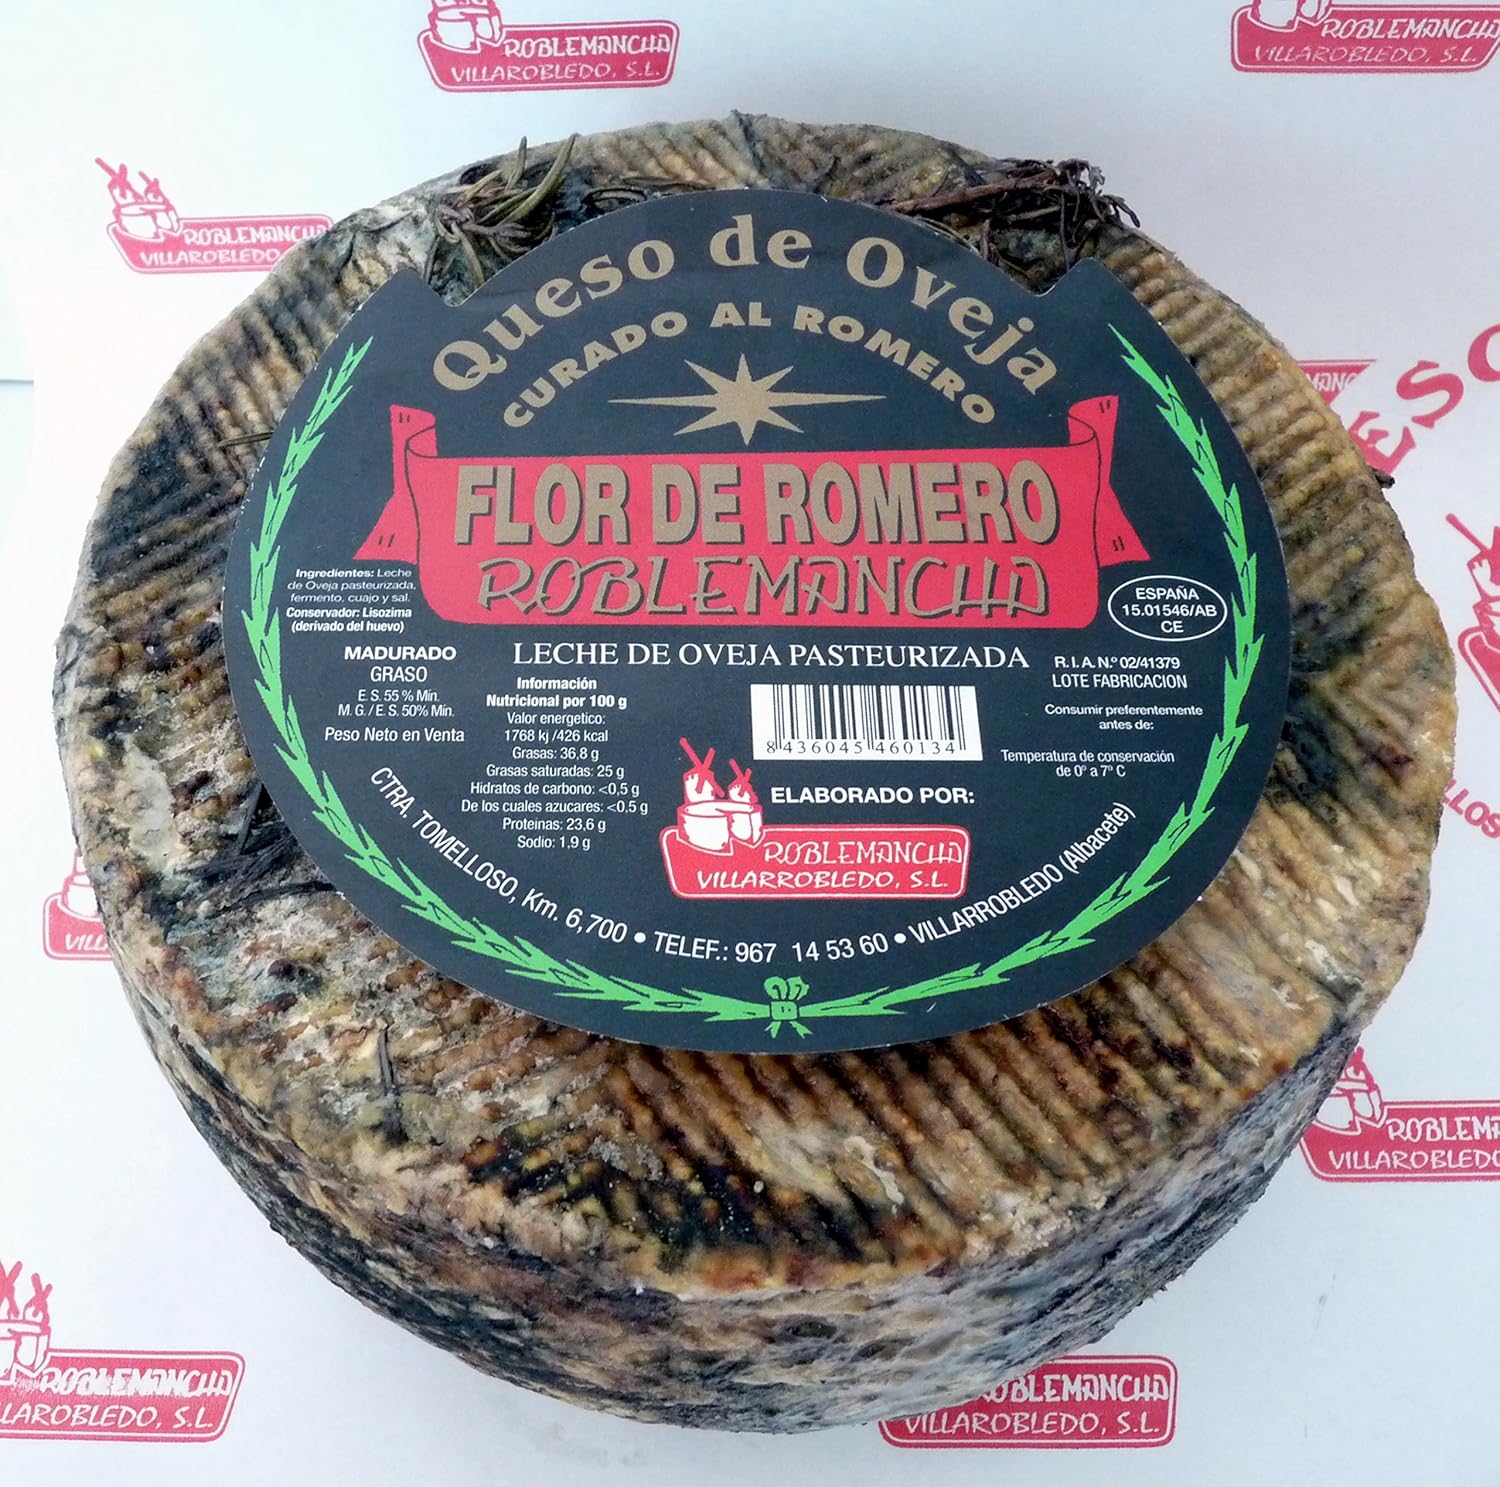 ROBLEMANCHA
VILLAROBLEDO, S.L.
ROBLEMANCHA
VILLAROBLEDO, S.L.
ROBLEMANCHA
VILLAROBLEDO,
Queso de Oveja
CURADO AL ROMERO
FLOR DE ROMERO
ROBLEMANCHA
LECHE DE OVEJA PASTEURIZADA
Ingredientes: Leche
de Oveja pasteurizada,
fermento, cuajo y sal.
Conservador: Lisozima
(derivado del huevo)
MADURADO
GRASO
E.S. 55 % Min.
M.G./E.S. 50% Min.
Peso Neto en Venta
Información
Nutricional por 100 g
Valor energetico:
1768 kj /426 kcal
Grasas: 36,8 g
Grasas saturadas: 25 g
Hidratos de carbono: <0,5 g
De los cuales azucares: <0,5 g
Proteinas: 23,6 g
Sodio: 1,9 g
8 436045 460134
ELABORADO POR:
ROBLEMANCHA
VILLARROBLEDO, S.L.
ESPAÑA
15.01546/AB
CE
R.I.A.N.º 02/41379
LOTE FABRICACION
Consumir preferentemente
antes de:
Temperatura de conservación
de 0º a 7º C
CTRA. TOMELLOSO, Km. 6,700 • TELEF.: 967 14 53 60 • VILLARROBLEDO (Albacete)
ROBLEMANCHA
VILLAROBLEDO, S.L.
ROBLEM
VILLAROBLEDO
ROBLEMANCHA
LLAROBLEDO, S.L.